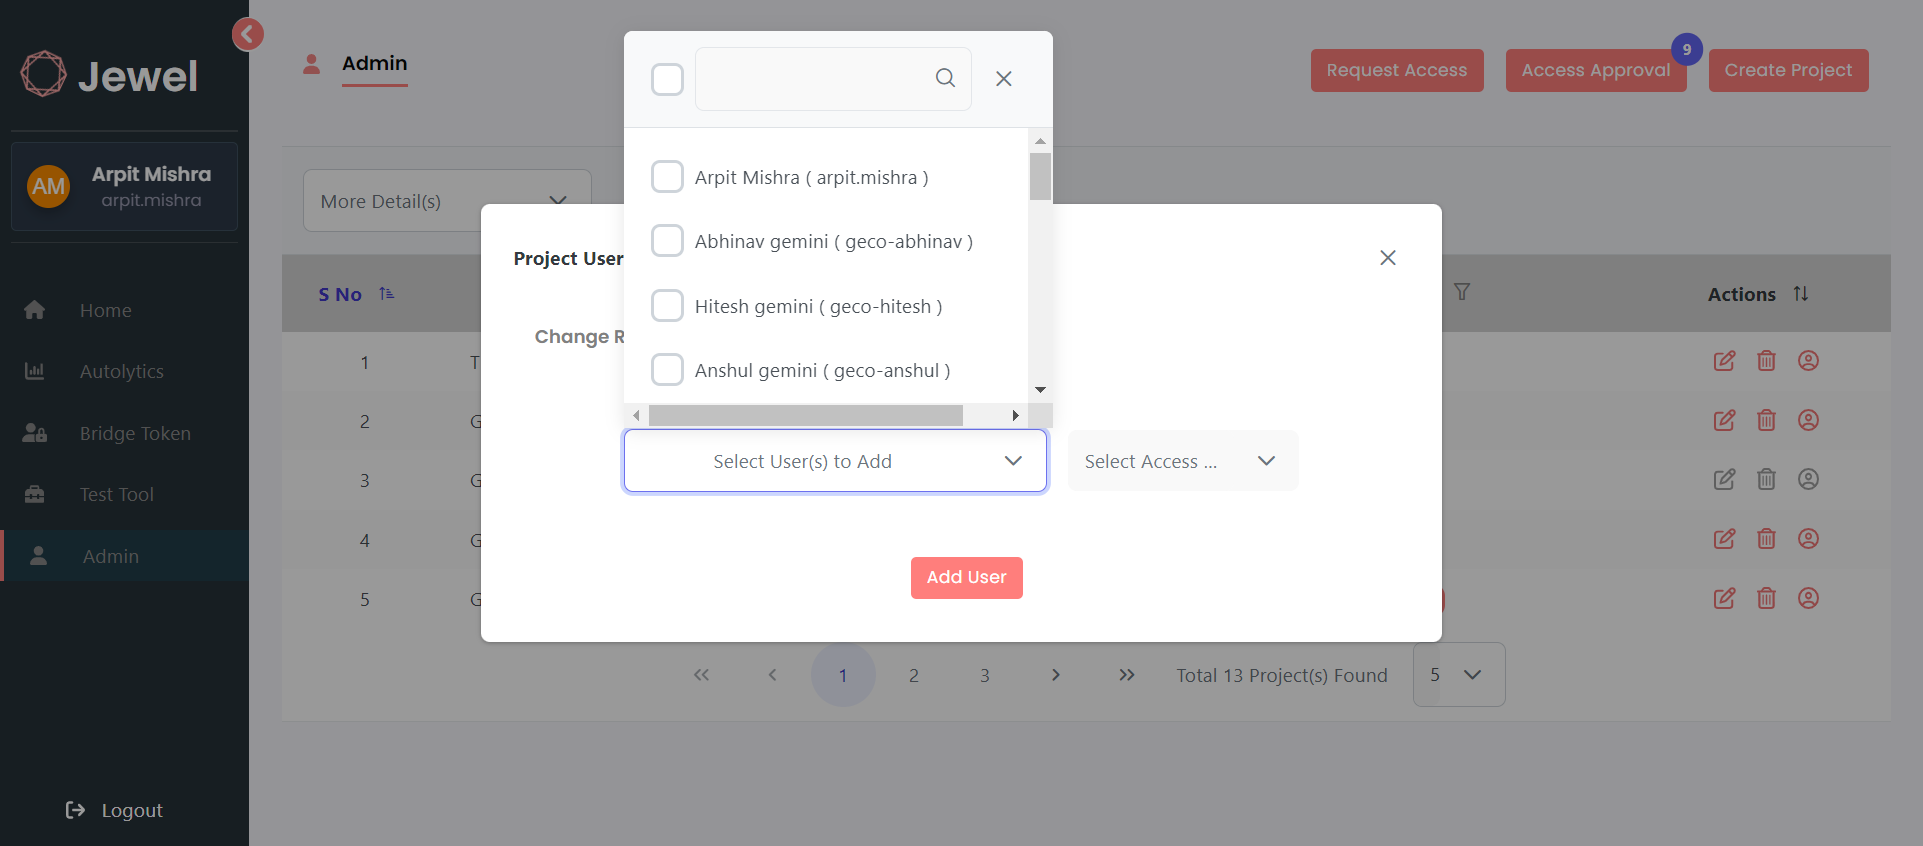 Jewel
AM
Arpit Mishra
arpit.mishra
Home
Autolytics
Bridge Token
Test Tool
Admin
Logout
Admin
Request Access
Access Approval
9
Create Project
More Detail(s)
S No
Actions
1
T
2
G
3
G
4
G
5
G
Project User
Change R
Arpit Mishra ( arpit.mishra )
Abhinav gemini ( geco-abhinav )
Hitesh gemini ( geco-hitesh )
Anshul gemini ( geco-anshul )
Select User(s) to Add
Select Access ...
Add User
1
2
3
Total 13 Project(s) Found
5